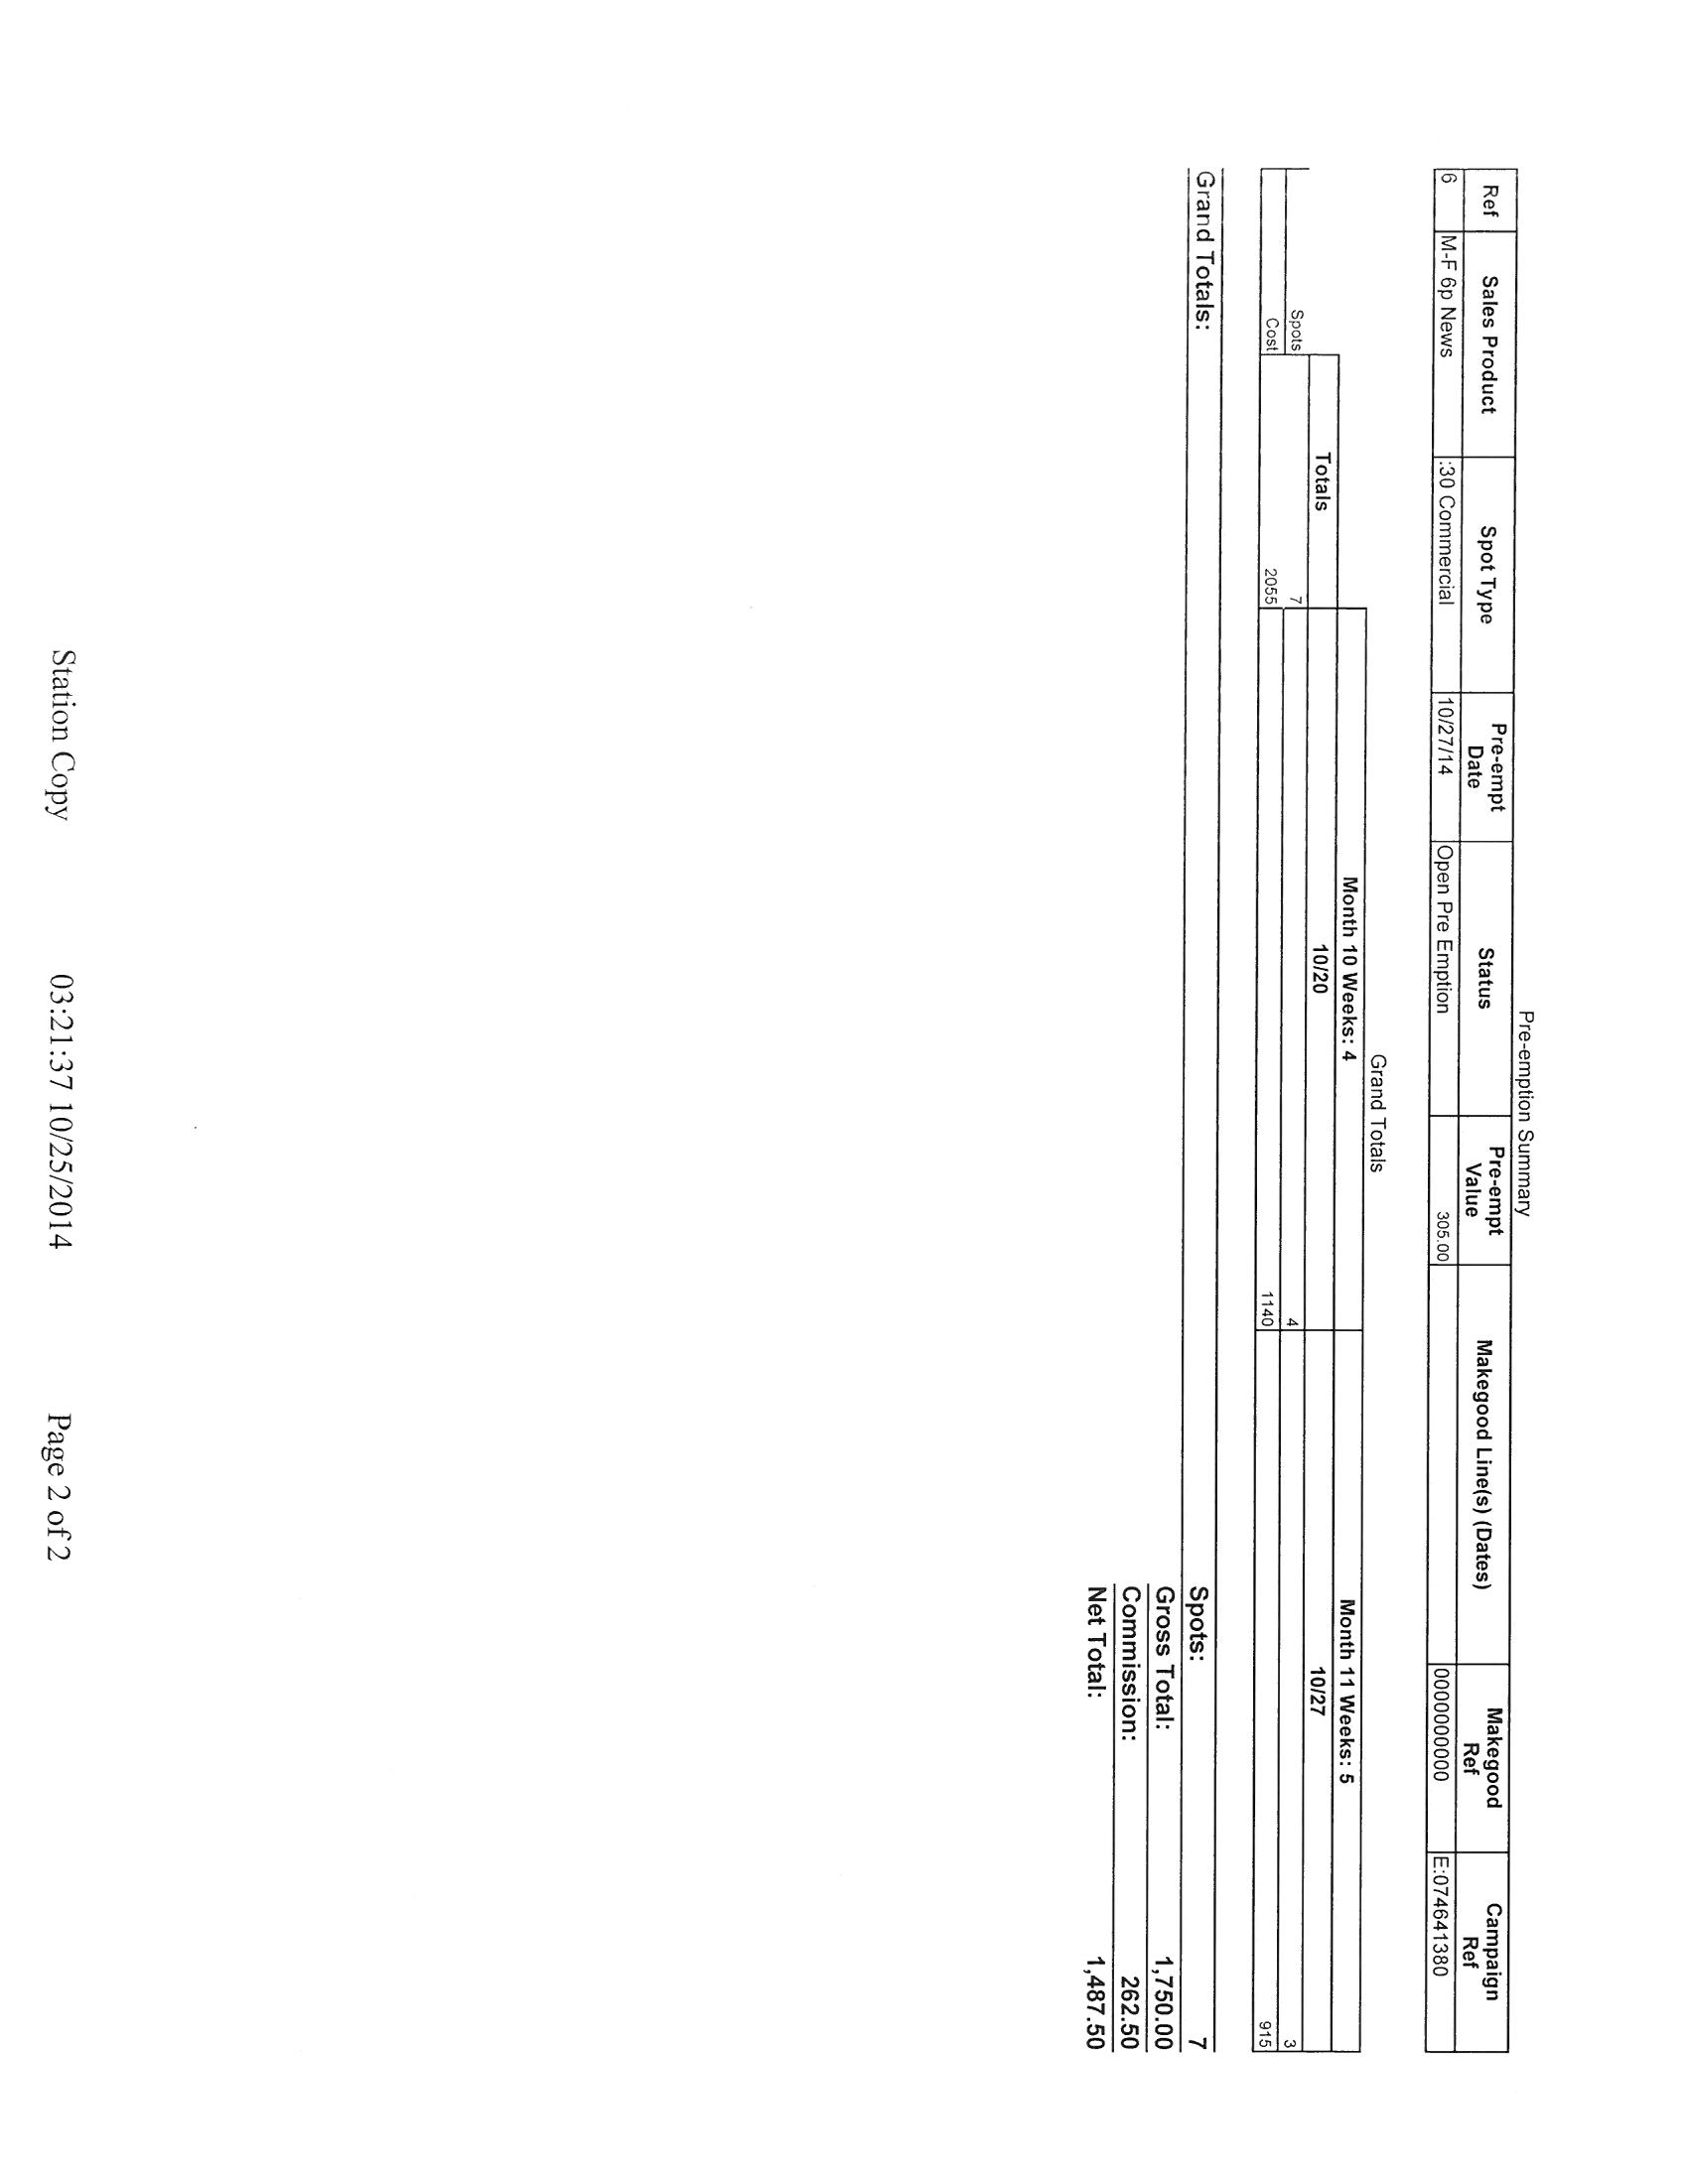 Pre-emption Summary
Ref Sales Product Spot Type Pre-empt Date Status Pre-empt Value Makegood Line(s) (Dates) Makegood Ref Campaign Ref
6 M-F 6p News :30 Commercial 10/27/14 Open Pre Emption 305.00 0000000000 E:074641380
Grand Totals
Month 10 Weeks: 4 Month 11 Weeks: 5
Totals 10/20 10/27
Spots 7 4 3
Cost 2055 1140 915
Grand Totals: Spots: 7
Gross Total: 1,750.00
Commission: 262.50
Net Total: 1,487.50
Station Copy 03:21:37 10/25/2014 Page 2 of 2